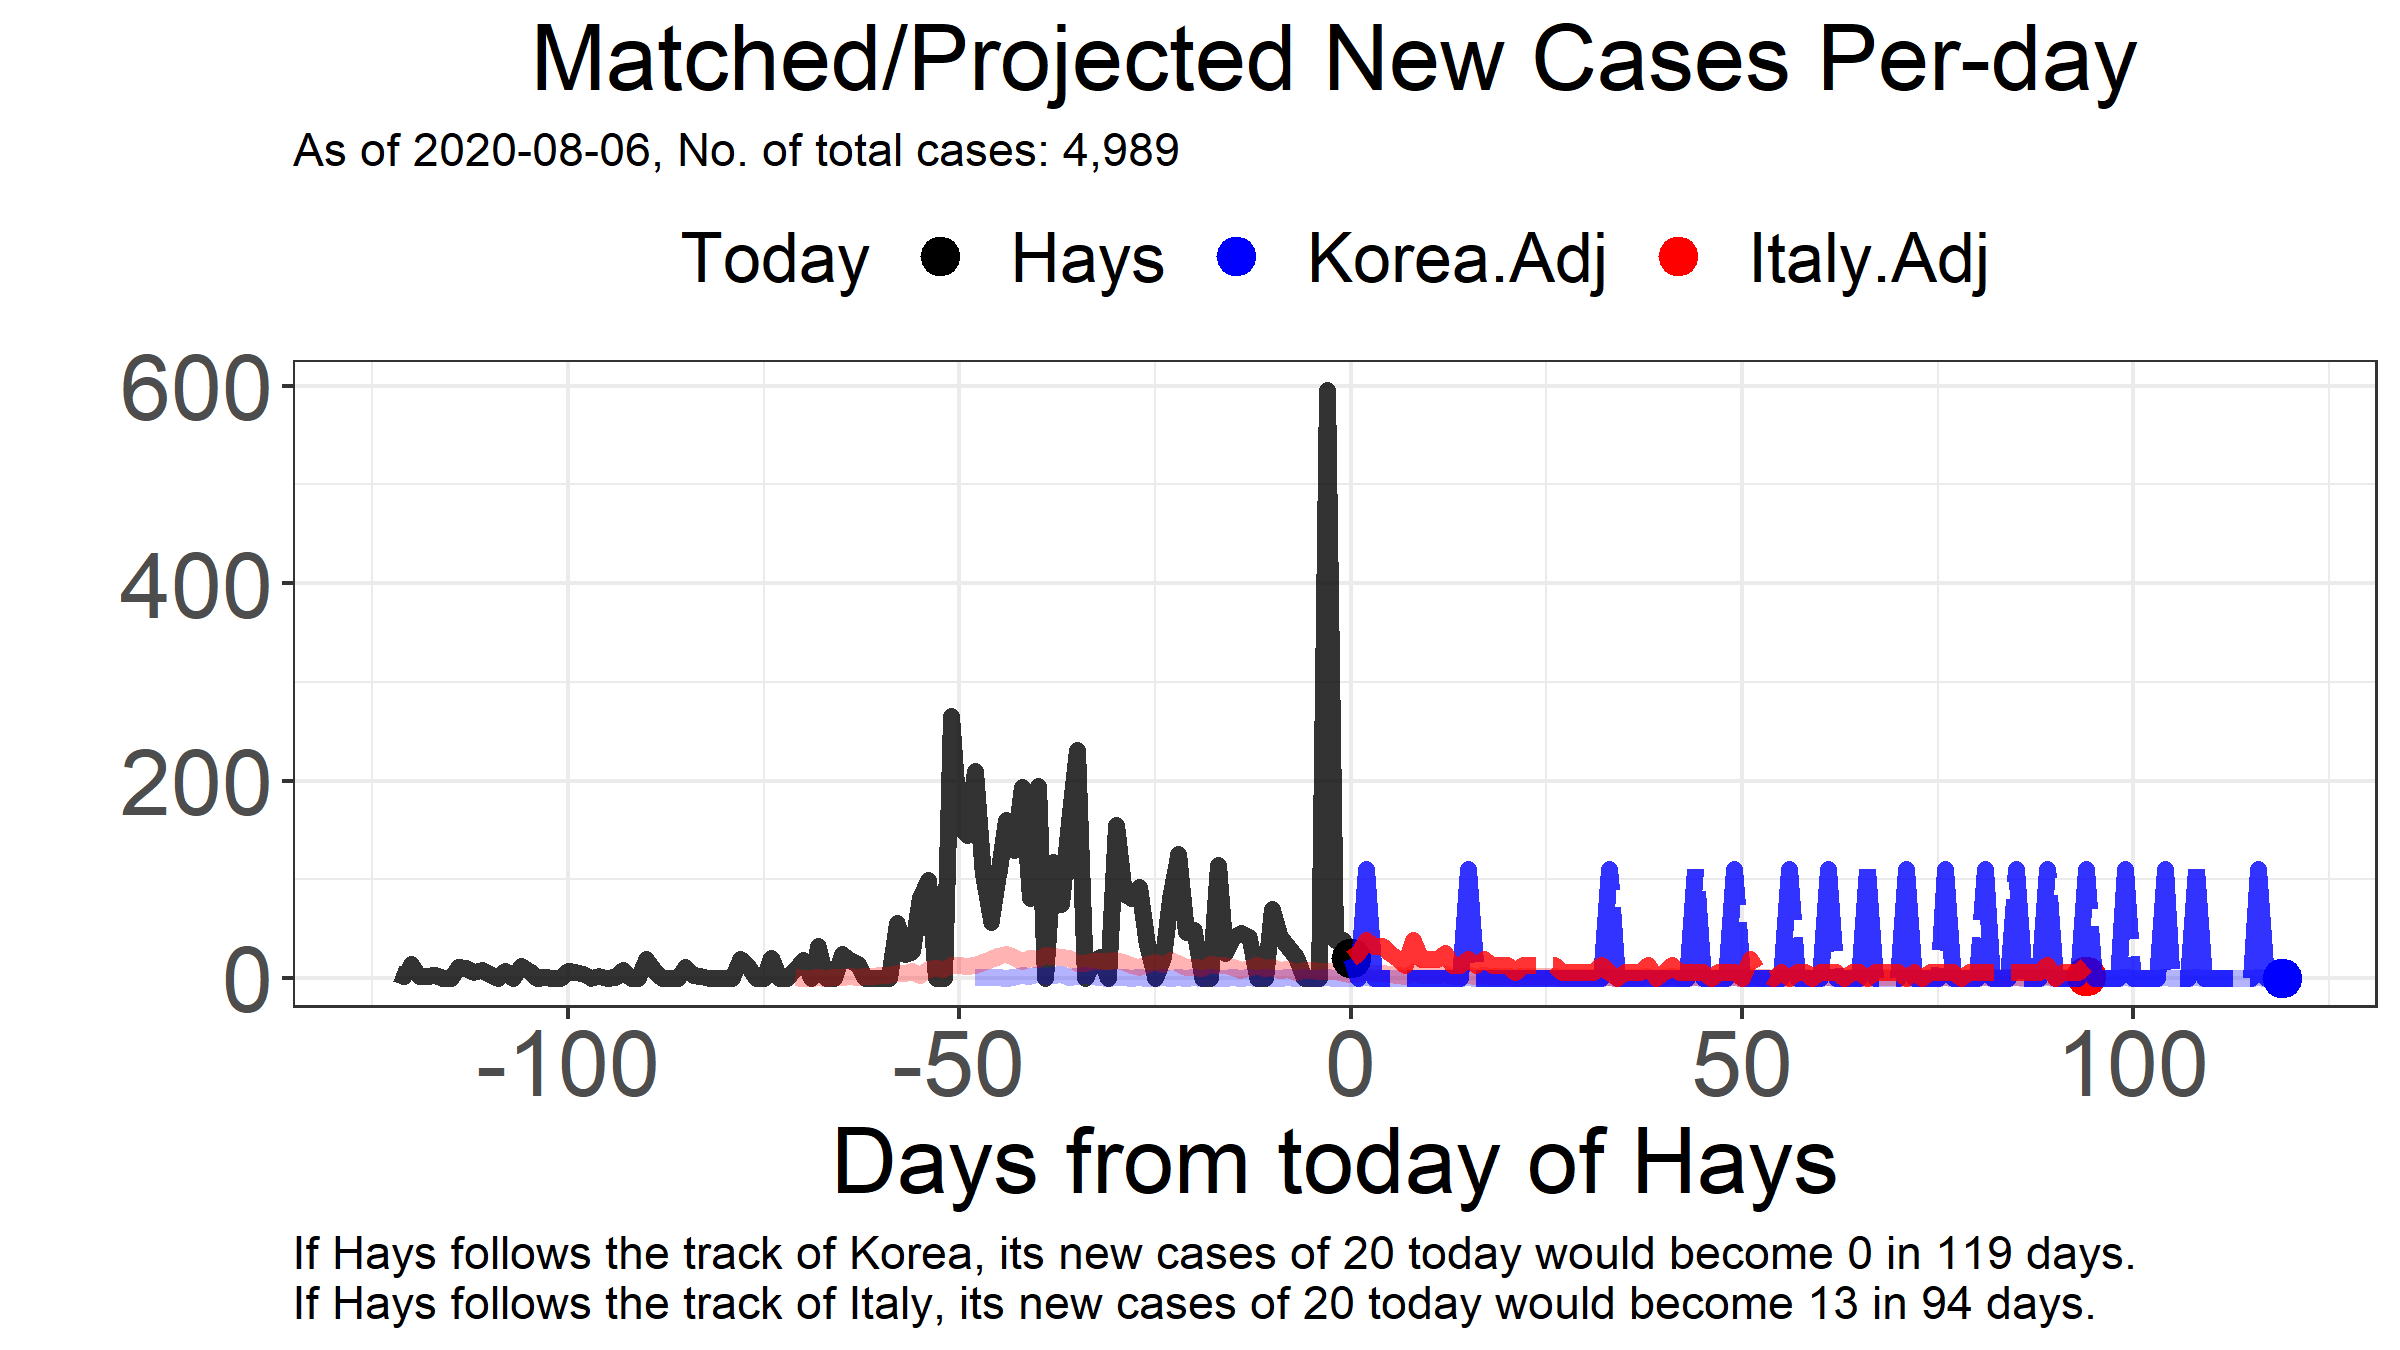 Matched/Projected New Cases Per-day
As of 2020-08-06, No. of total cases: 4,989
Today Hays Korea.Adj Italy.Adj
600
400
200
0
-100 -50 0 50 100
Days from today of Hays
If Hays follows the track of Korea, its new cases of 20 today would become 0 in 119 days.
If Hays follows the track of Italy, its new cases of 20 today would become 13 in 94 days.